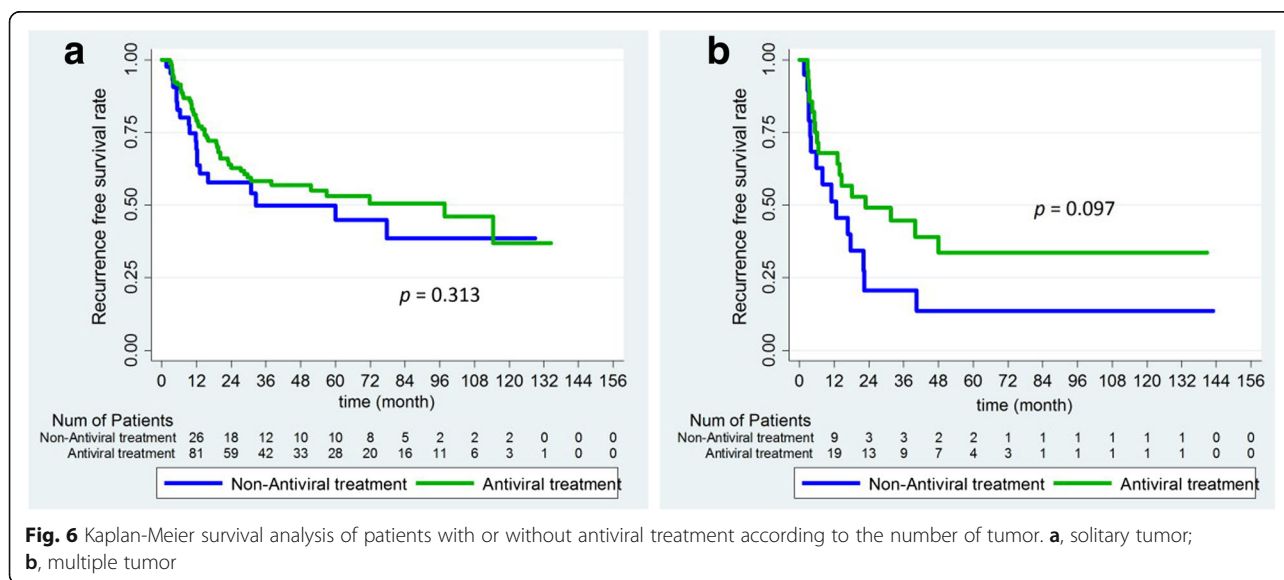 a
Recurrence free survival rate
1.00
0.75
0.50
0.25
0.00
p = 0.313
0 12 24 36 48 60 72 84 96 108 120 132 144 156
time (month)
Num of Patients
Non-Antiviral treatment 26 18 12 10 10 8 5 2 2 2 0 0 0
Antiviral treatment 81 59 42 33 28 20 16 11 6 3 1 0 0
Non-Antiviral treatment Antiviral treatment
b
Recurrence free survival rate
1.00
0.75
0.50
0.25
0.00
p = 0.097
0 12 24 36 48 60 72 84 96 108 120 132 144 156
time (month)
Num of Patients
Non-Antiviral treatment 9 3 3 2 2 1 1 1 1 1 1 0 0
Antiviral treatment 19 13 9 7 4 3 1 1 1 1 1 0 0
Non-Antiviral treatment Antiviral treatment
Fig. 6 Kaplan-Meier survival analysis of patients with or without antiviral treatment according to the number of tumor. a, solitary tumor;
b, multiple tumor